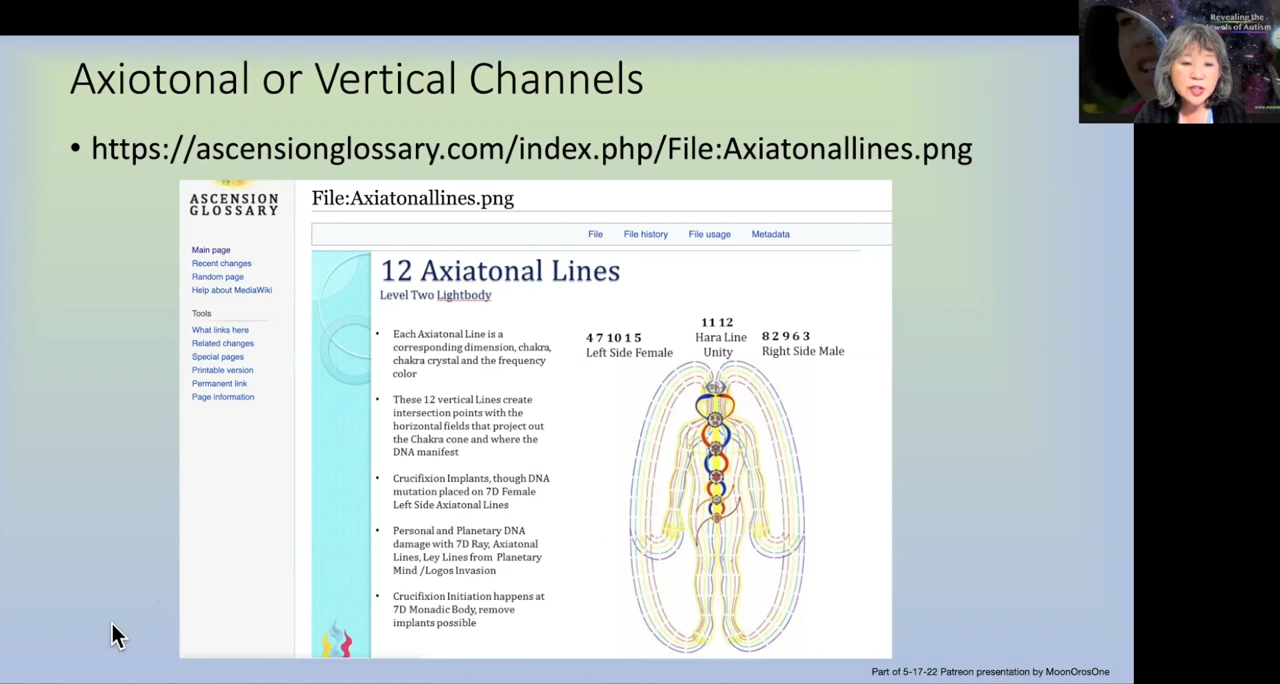 Revealing the
Jewels of Autism
Axiotonal or Vertical Channels
• https://ascensionglossary.com/index.php/File:Axiatonallines.png
ASCENSION
GLOSSARY
Main page
Recent changes
Random page
Help about MediaWiki
Tools
What links here
Related changes
Special pages
Printable version
Permanent link
Page information
File:Axiatonallines.png
File
File history
File usage
Metadata
12 Axiatonal Lines
Level Two Lightbody
• Each Axiatonal Line is a
corresponding dimension, chakra,
chakra crystal and the frequency
color
• These 12 vertical Lines create
intersection points with the
horizontal fields that project out
the Chakra cone and where the
DNA manifest
• Crucifixion Implants, though DNA
mutation placed on 7D Female
Left Side Axiatonal Lines
• Personal and Planetary DNA
damage with 7D Ray, Axiatonal
Lines, Ley Lines from Planetary
Mind /Logos Invasion
• Crucifixion Initiation happens at
7D Monadic Body, remove
implants possible
4 7 10 1 5
Left Side Female
11 12
Hara Line
Unity
8 2 9 6 3
Right Side Male
Part of 5-17-22 Patreon presentation by MoonOrosOne